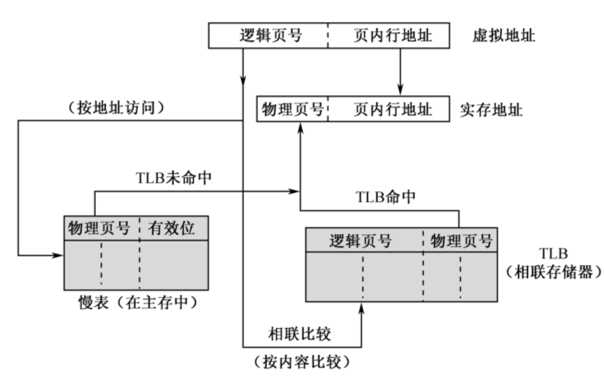 逻辑页号 页内行地址 虚拟地址
(按地址访问)
物理页号 页内行地址 实存地址
TLB未命中
TLB命中
物理页号 有效位
逻辑页号 物理页号
TLB
(相联存储器)
慢表(在主存中)
相联比较
(按内容比较)